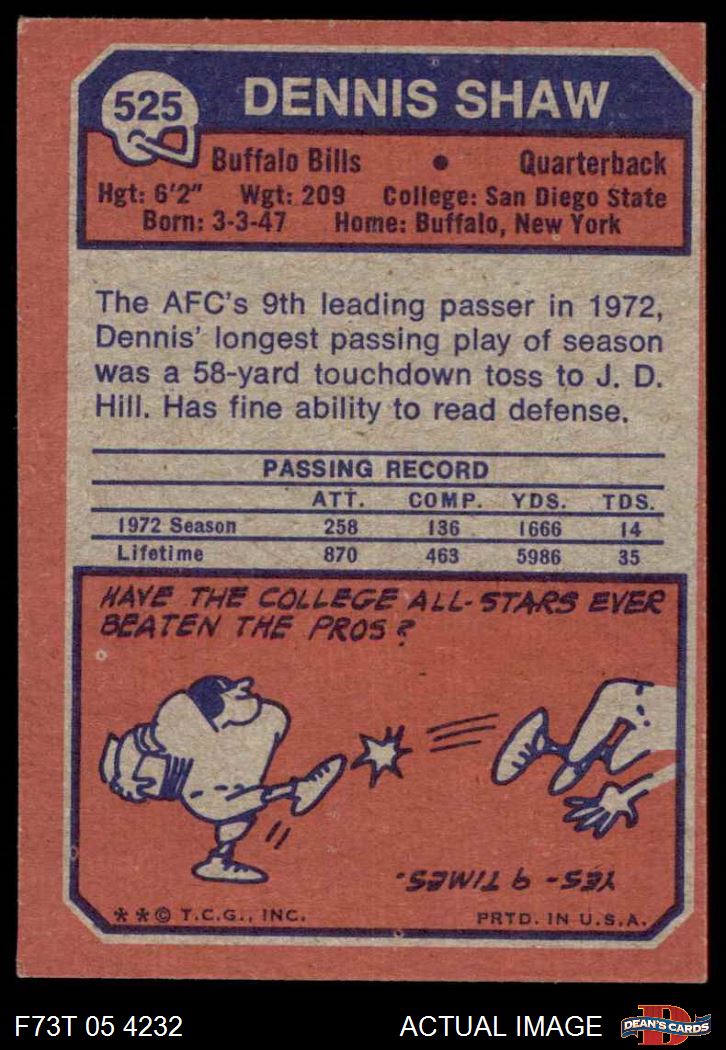 525
DENNIS SHAW
Buffalo Bills • Quarterback
Hgt: 6'2" Wgt: 209 College: San Diego State
Born: 3-3-47 Home: Buffalo, New York
The AFC's 9th leading passer in 1972,
Dennis' longest passing play of season
was a 58-yard touchdown toss to J. D.
Hill. Has fine ability to read defense.
PASSING RECORD
ATT. COMP. YDS. TDS.
1972 Season 258 136 1666 14
Lifetime 870 463 5986 35
HAVE THE COLLEGE ALL-STARS EVER
BEATEN THE PROS?
YES- 9 TIMES.
**© T.C.G., INC. PRTD. IN U.S.A.
F73T 05 4232 ACTUAL IMAGE
D
DEAN'S CARDS